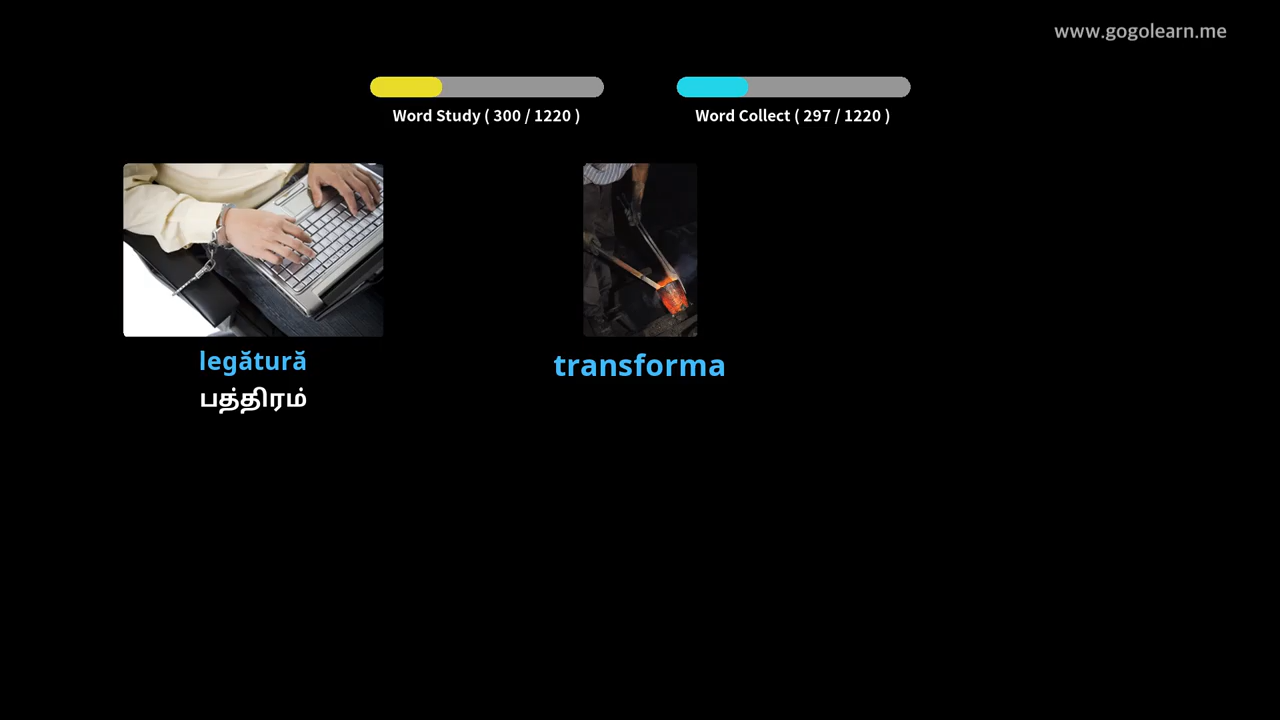 www.gogolearn.me
Word Study ( 300 / 1220 )
Word Collect ( 297 / 1220 )
legătură
பத்திரம்
transforma